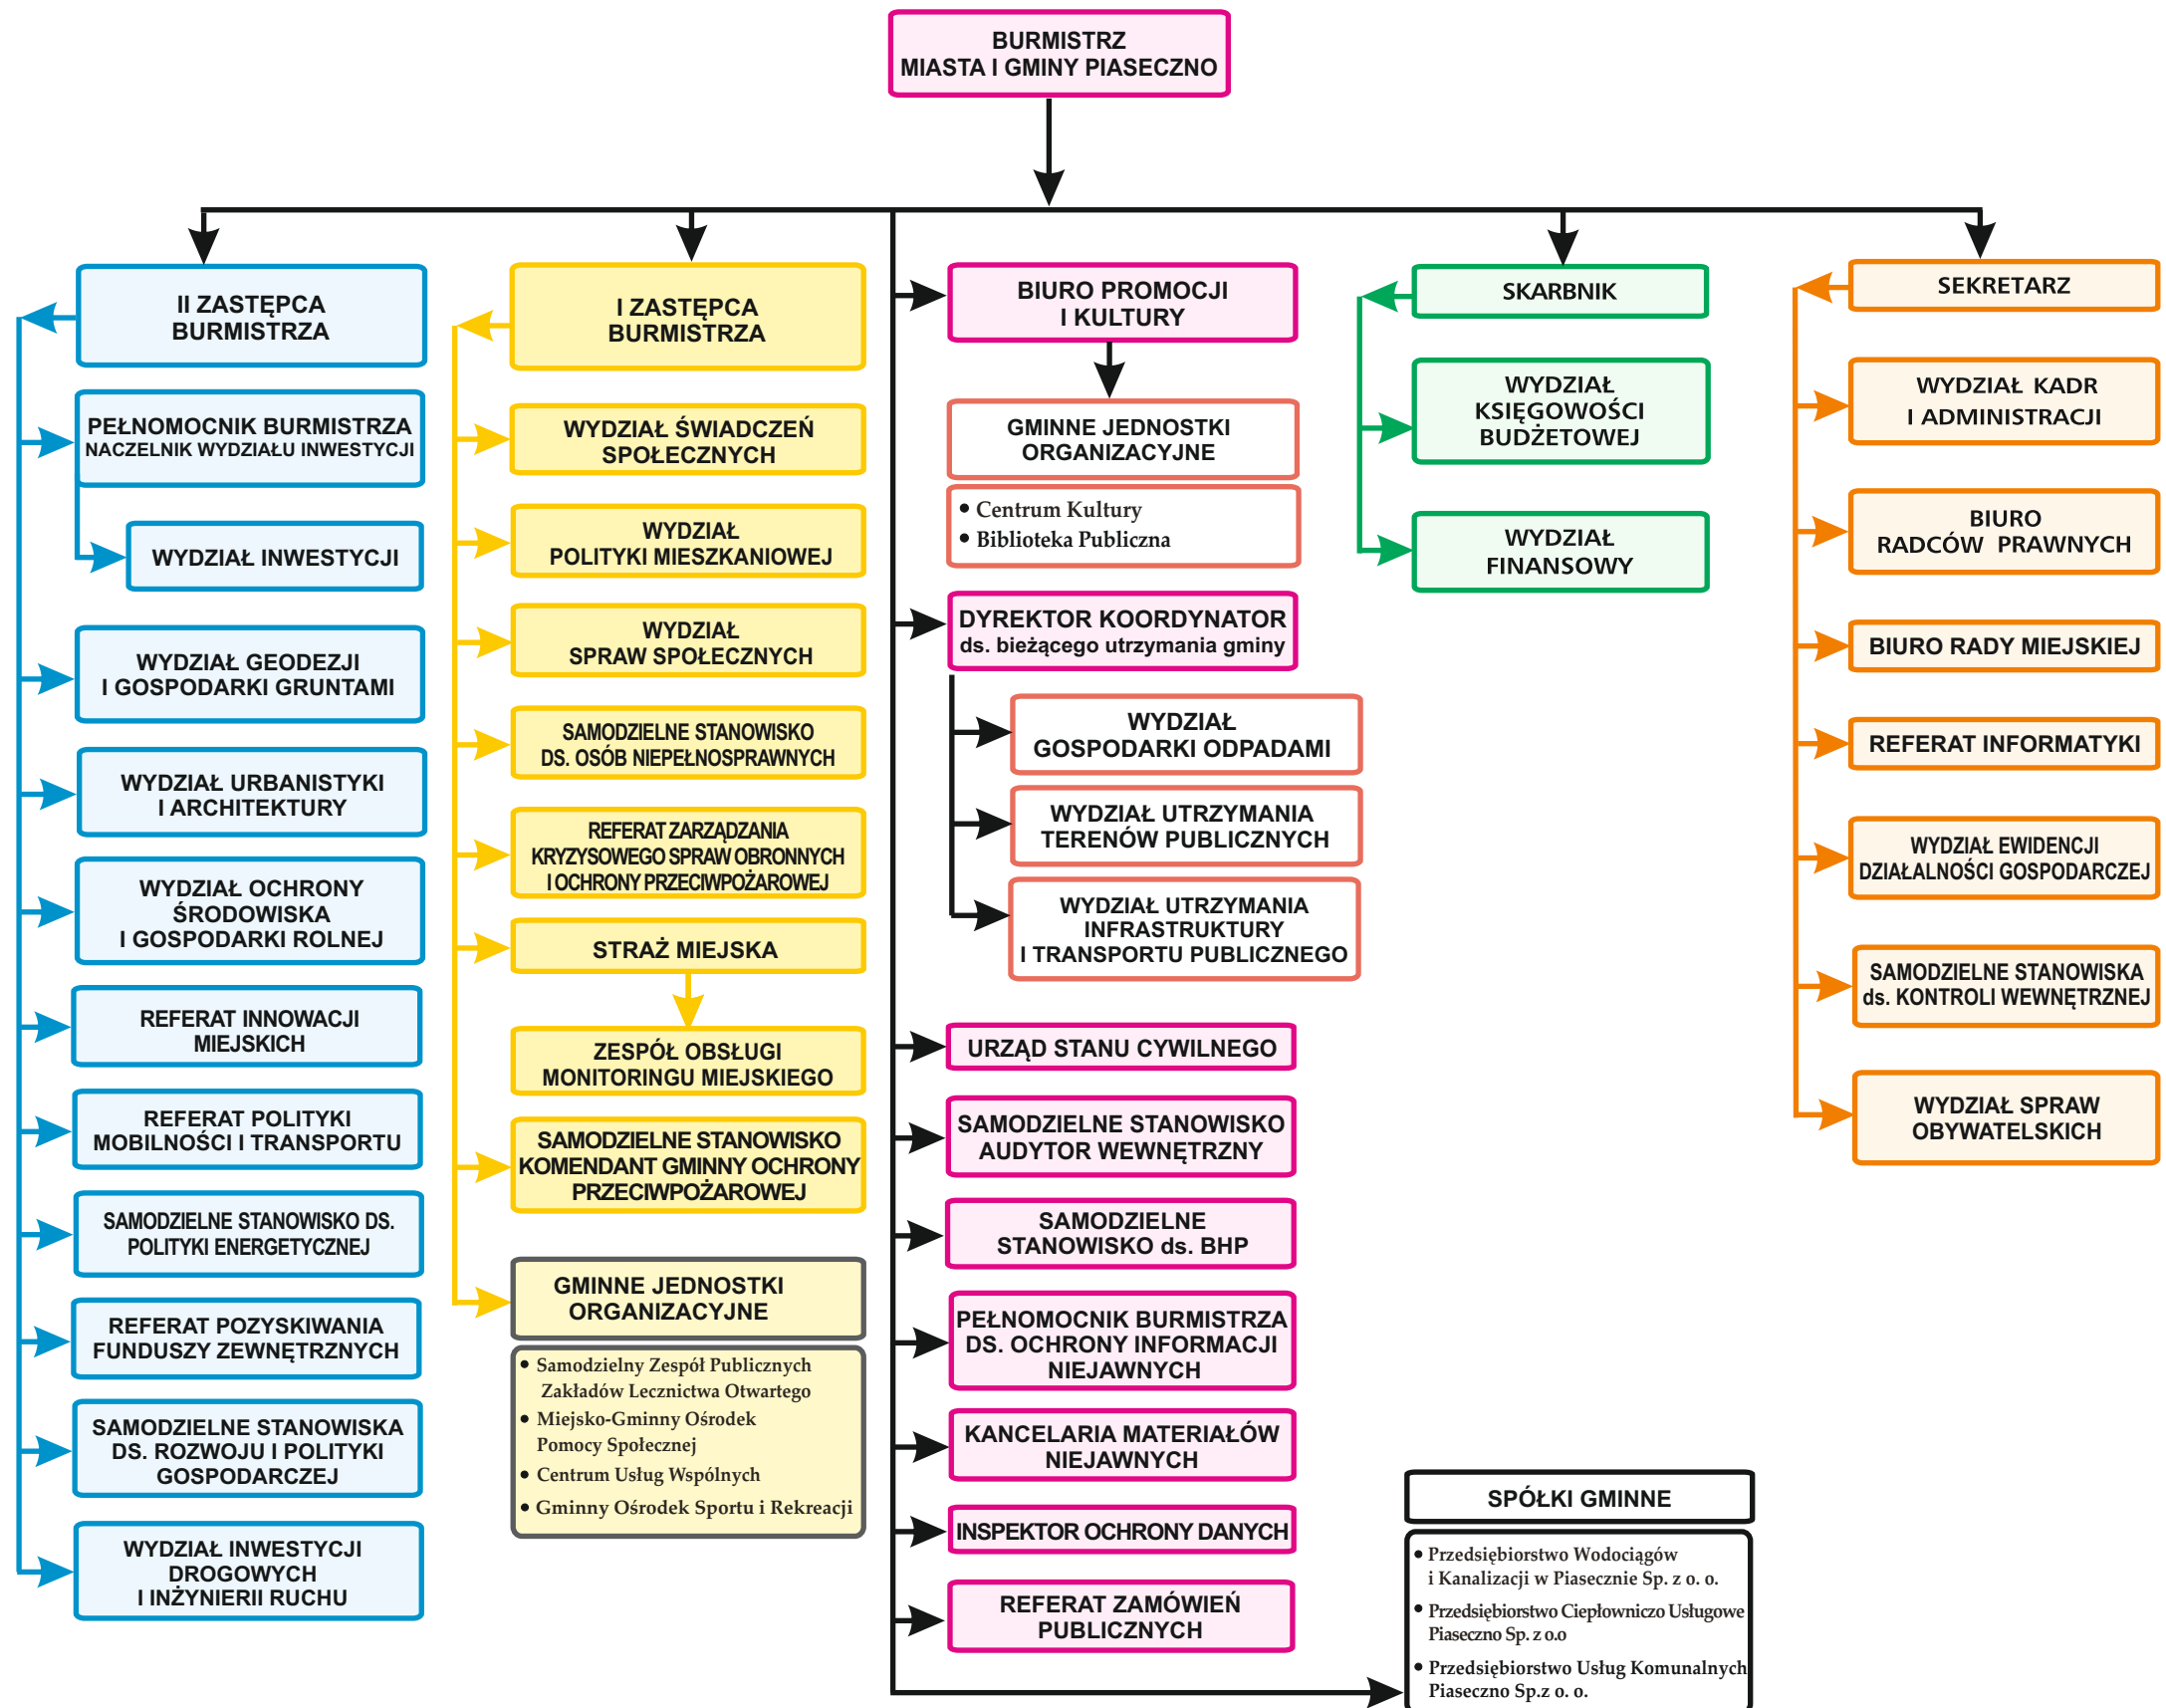 BURMISTRZ
MIASTA I GMINY PIASECZNO
II ZASTĘPCA
BURMISTRZA
PEŁNOMOCNIK BURMISTRZA
NACZELNIK WYDZIAŁU INWESTYCJI
WYDZIAŁ INWESTYCJI
WYDZIAŁ GEODEZJI
I GOSPODARKI GRUNTAMI
WYDZIAŁ URBANISTYKI
I ARCHITEKTURY
WYDZIAŁ OCHRONY
ŚRODOWISKA
I GOSPODARKI ROLNEJ
REFERAT INNOWACJI
MIEJSKICH
REFERAT POLITYKI
MOBILNOŚCI I TRANSPORTU
SAMODZIELNE STANOWISKO DS.
POLITYKI ENERGETYCZNEJ
REFERAT POZYSKIWANIA
FUNDUSZY ZEWNĘTRZNYCH
SAMODZIELNE STANOWISKA
DS. ROZWOJU I POLITYKI
GOSPODARCZEJ
WYDZIAŁ INWESTYCJI
DROGOWYCH
I INŻYNIERII RUCHU
I ZASTĘPCA
BURMISTRZA
WYDZIAŁ ŚWIADCZEŃ
SPOŁECZNYCH
WYDZIAŁ
POLITYKI MIESZKANIOWEJ
WYDZIAŁ
SPRAW SPOŁECZNYCH
SAMODZIELNE STANOWISKO
DS. OSÓB NIEPEŁNOSPRAWNYCH
REFERAT ZARZĄDZANIA
KRYZYSOWEGO SPRAW OBRONNYCH
I OCHRONY PRZECIWPOŻAROWEJ
STRAŻ MIEJSKA
ZESPÓŁ OBSŁUGI
MONITORINGU MIEJSKIEGO
SAMODZIELNE STANOWISKO
KOMENDANT GMINNY OCHRONY
PRZECIWPOŻAROWEJ
GMINNE JEDNOSTKI
ORGANIZACYJNE
• Samodzielny Zespół Publicznych
Zakładów Lecznictwa Otwartego
• Miejsko-Gminny Ośrodek
Pomocy Społecznej
• Centrum Usług Wspólnych
• Gminny Ośrodek Sportu i Rekreacji
BIURO PROMOCJI
I KULTURY
GMINNE JEDNOSTKI
ORGANIZACYJNE
• Centrum Kultury
• Biblioteka Publiczna
DYREKTOR KOORDYNATOR
ds. bieżącego utrzymania gminy
WYDZIAŁ
GOSPODARKI ODPADAMI
WYDZIAŁ UTRZYMANIA
TERENÓW PUBLICZNYCH
WYDZIAŁ UTRZYMANIA
INFRASTRUKTURY
I TRANSPORTU PUBLICZNEGO
URZĄD STANU CYWILNEGO
SAMODZIELNE STANOWISKO
AUDYTOR WEWNĘTRZNY
SAMODZIELNE
STANOWISKO ds. BHP
PEŁNOMOCNIK BURMISTRZA
DS. OCHRONY INFORMACJI
NIEJAWNYCH
KANCELARIA MATERIAŁÓW
NIEJAWNYCH
INSPEKTOR OCHRONY DANYCH
REFERAT ZAMÓWIEŃ
PUBLICZNYCH
SKARBNIK
WYDZIAŁ
KSIĘGOWOŚCI
BUDŻETOWEJ
WYDZIAŁ
FINANSOWY
SEKRETARZ
WYDZIAŁ KADR
I ADMINISTRACJI
BIURO
RADCÓW PRAWNYCH
BIURO RADY MIEJSKIEJ
REFERAT INFORMATYKI
WYDZIAŁ EWIDENCJI
DZIAŁALNOŚCI GOSPODARCZEJ
SAMODZIELNE STANOWISKA
ds. KONTROLI WEWNĘTRZNEJ
WYDZIAŁ SPRAW
OBYWATELSKICH
SPÓŁKI GMINNE
• Przedsiębiorstwo Wodociągów
i Kanalizacji w Piasecznie Sp. z o. o.
• Przedsiębiorstwo Ciepłowniczo Usługowe
Piaseczno Sp. z o.o
• Przedsiębiorstwo Usług Komunalnych
Piaseczno Sp.z o. o.